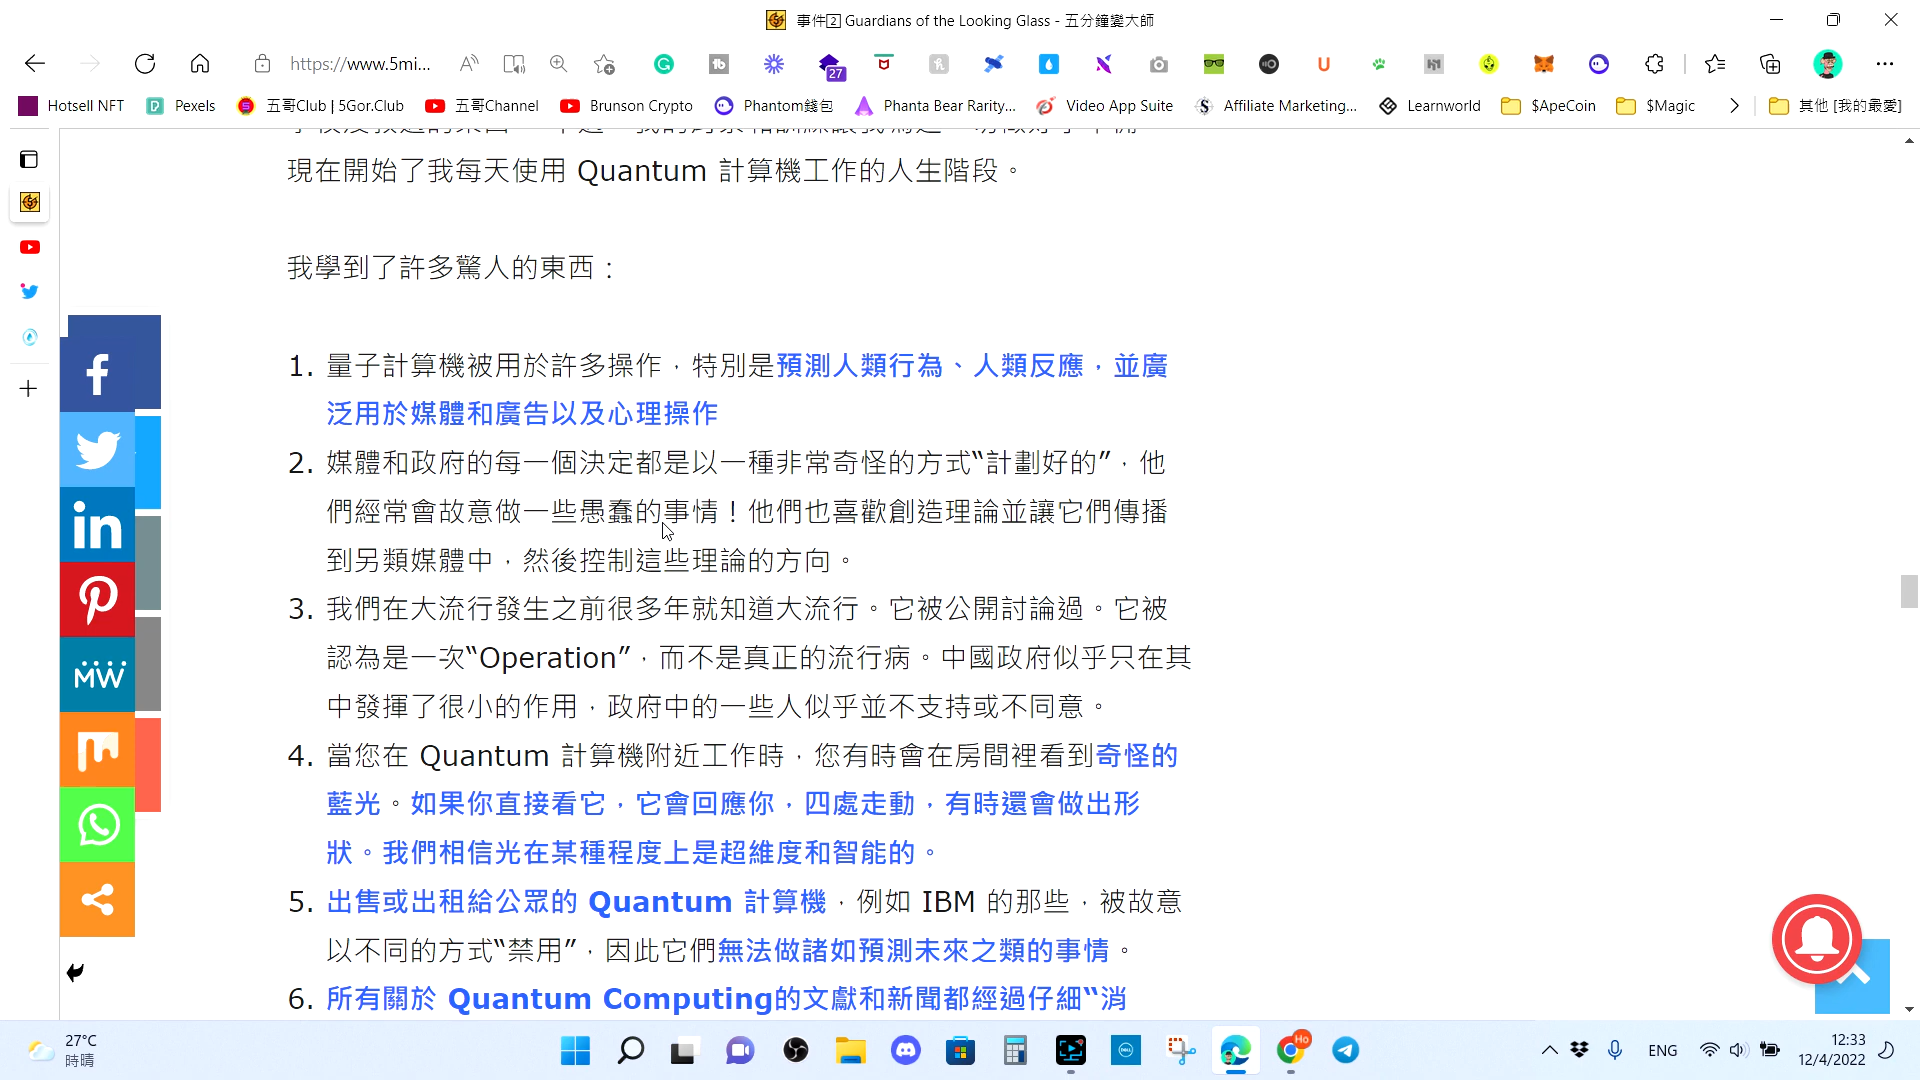 事件2 Guardians of the Looking Glass - 五分鐘變大師
https://www.5mi...
27
Hotsell NFT
Pexels
五哥Club | 5Gor.Club
五哥Channel
Brunson Crypto
Phantom錢包
Phanta Bear Rarity...
Video App Suite
Affiliate Marketing...
Learnworld
$ApeCoin
$Magic
其他 [我的最愛]
現在開始了我每天使用 Quantum 計算機工作的人生階段。
我學到了許多驚人的東西：
1. 量子計算機被用於許多操作，特別是預測人類行為、人類反應，並廣
泛用於媒體和廣告以及心理操作
2. 媒體和政府的每一個決定都是以一種非常奇怪的方式“計劃好的”，他
們經常會故意做一些愚蠢的事情！他們也喜歡創造理論並讓它們傳播
到另類媒體中，然後控制這些理論的方向。
3. 我們在大流行發生之前很多年就知道大流行。它被公開討論過。它被
認為是一次“Operation”，而不是真正的流行病。中國政府似乎只在其
中發揮了很小的作用，政府中的一些人似乎並不支持或不同意。
4. 當您在 Quantum 計算機附近工作時，您有時會在房間裡看到奇怪的
藍光。如果你直接看它，它會回應你，四處走動，有時還會做出形
狀。我們相信光在某種程度上是超維度和智能的。
5. 出售或出租給公眾的 Quantum 計算機，例如 IBM 的那些，被故意
以不同的方式“禁用”，因此它們無法做諸如預測未來之類的事情。
6. 所有關於 Quantum Computing的文獻和新聞都經過仔細“消
MW
27°C
時晴
DELL
Ho
ENG
12:33
12/4/2022